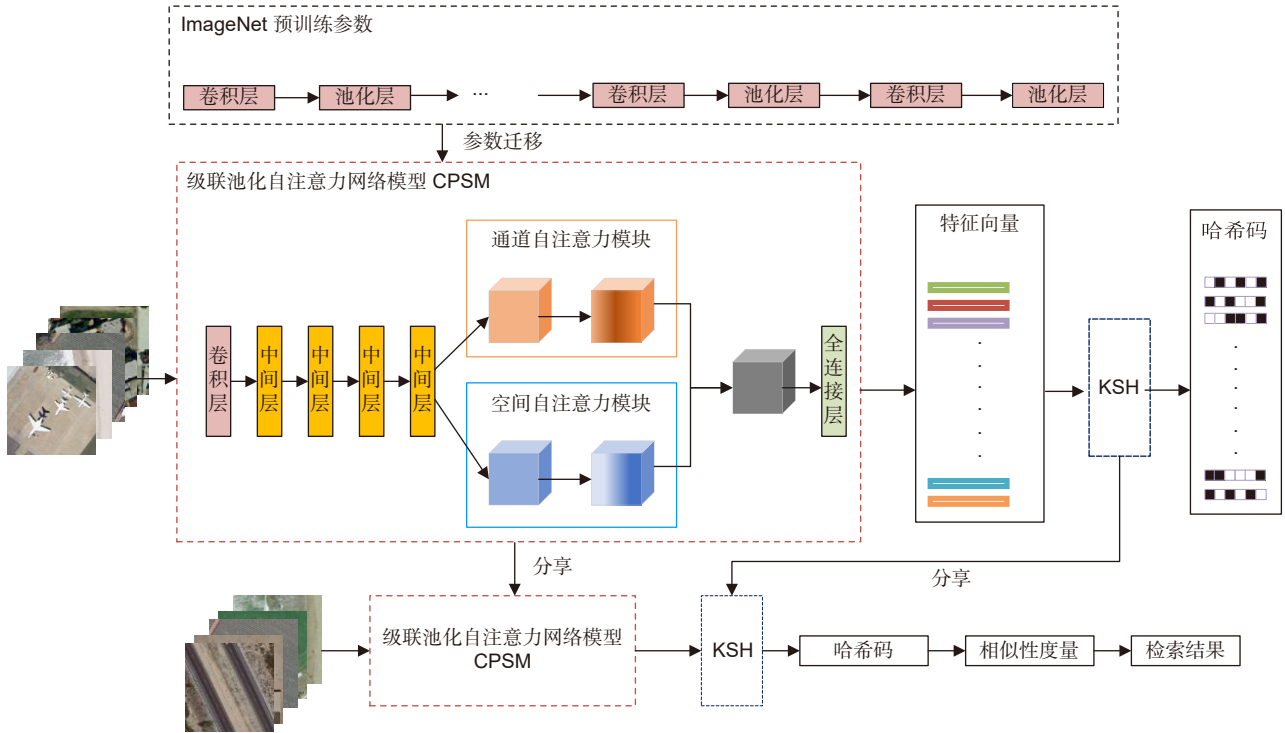 ImageNet 预训练参数
卷积层
池化层
...
卷积层
池化层
卷积层
池化层
参数迁移
级联池化自注意力网络模型 CPSM
通道自注意力模块
特征向量
哈希码
卷积层
中间层
中间层
中间层
中间层
空间自注意力模块
全连接层
KSH
分享
分享
级联池化自注意力网络模型
CPSM
KSH
哈希码
相似性度量
检索结果